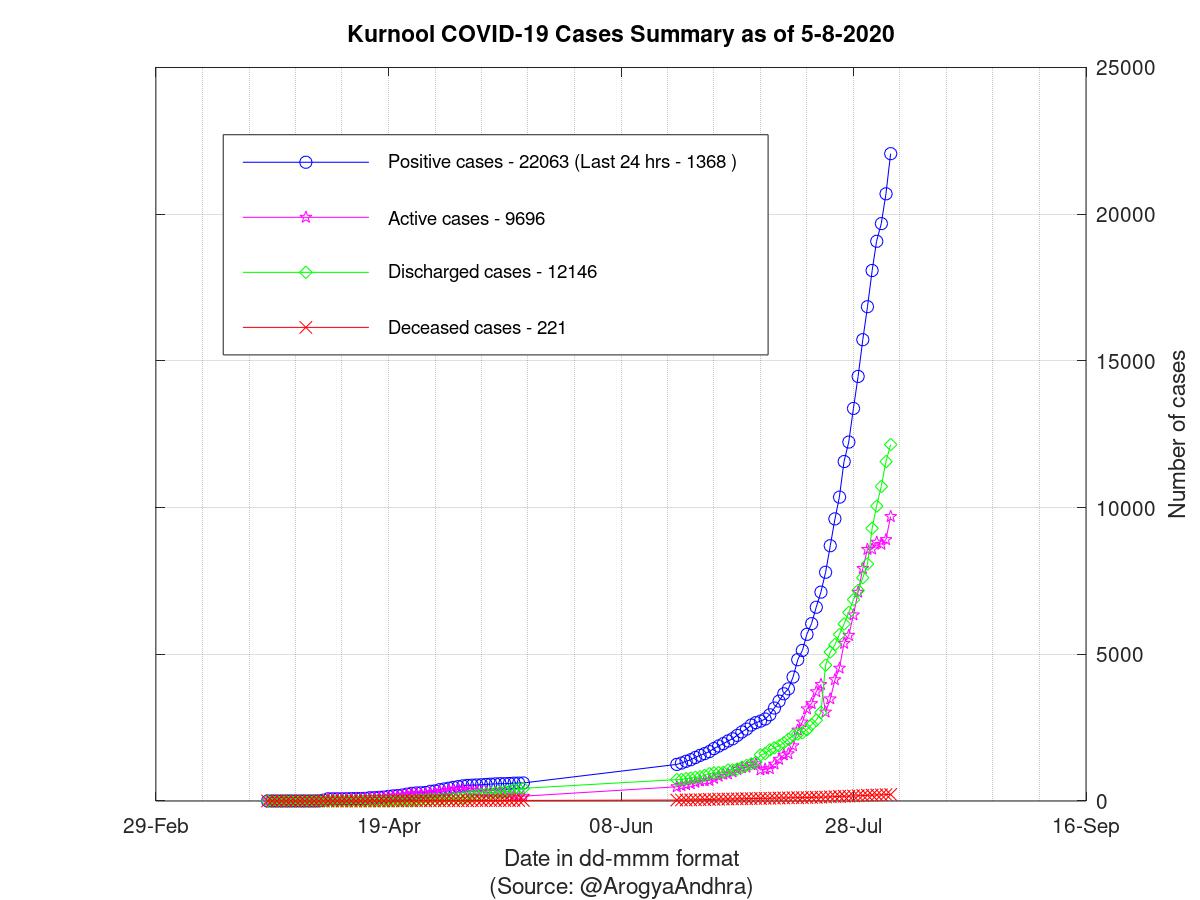 Kurnool COVID-19 Cases Summary as of 5-8-2020
25000
20000
15000
10000
5000
0
Number of cases
Positive cases - 22063 (Last 24 hrs - 1368 )
Active cases - 9696
Discharged cases - 12146
Deceased cases - 221
29-Feb 19-Apr 08-Jun 28-Jul 16-Sep
Date in dd-mmm format
(Source: @ArogyaAndhra)